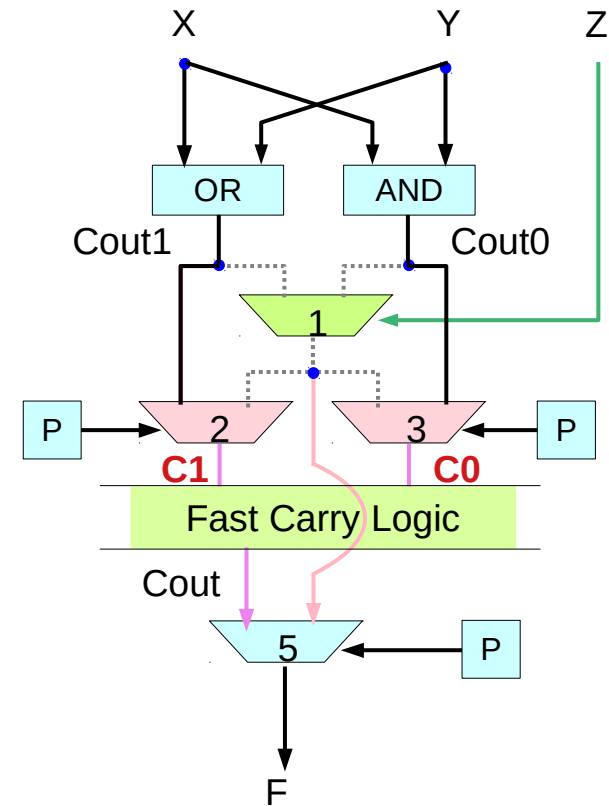 X Y Z
OR AND
Cout1 Cout0
1
P 2 3 P
C1 C0
Fast Carry Logic
Cout
5 P
F